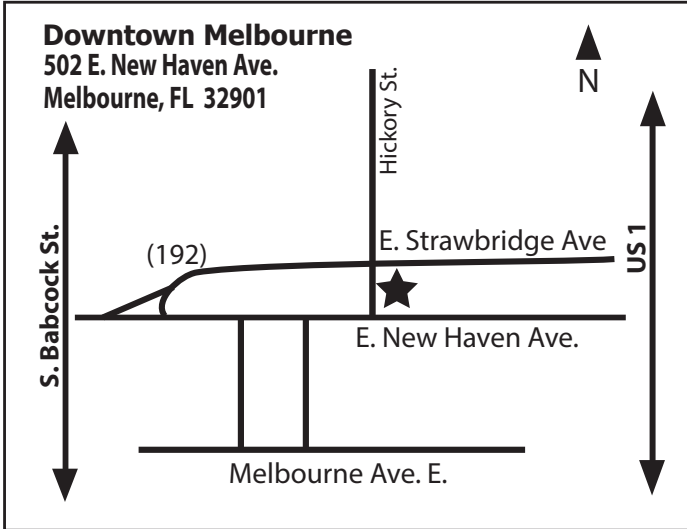 Downtown Melbourne
502 E. New Haven Ave.
Melbourne, FL 32901
N
Hickory St.
S. Babcock St.
(192)
E. Strawbridge Ave
US 1
E. New Haven Ave.
Melbourne Ave. E.